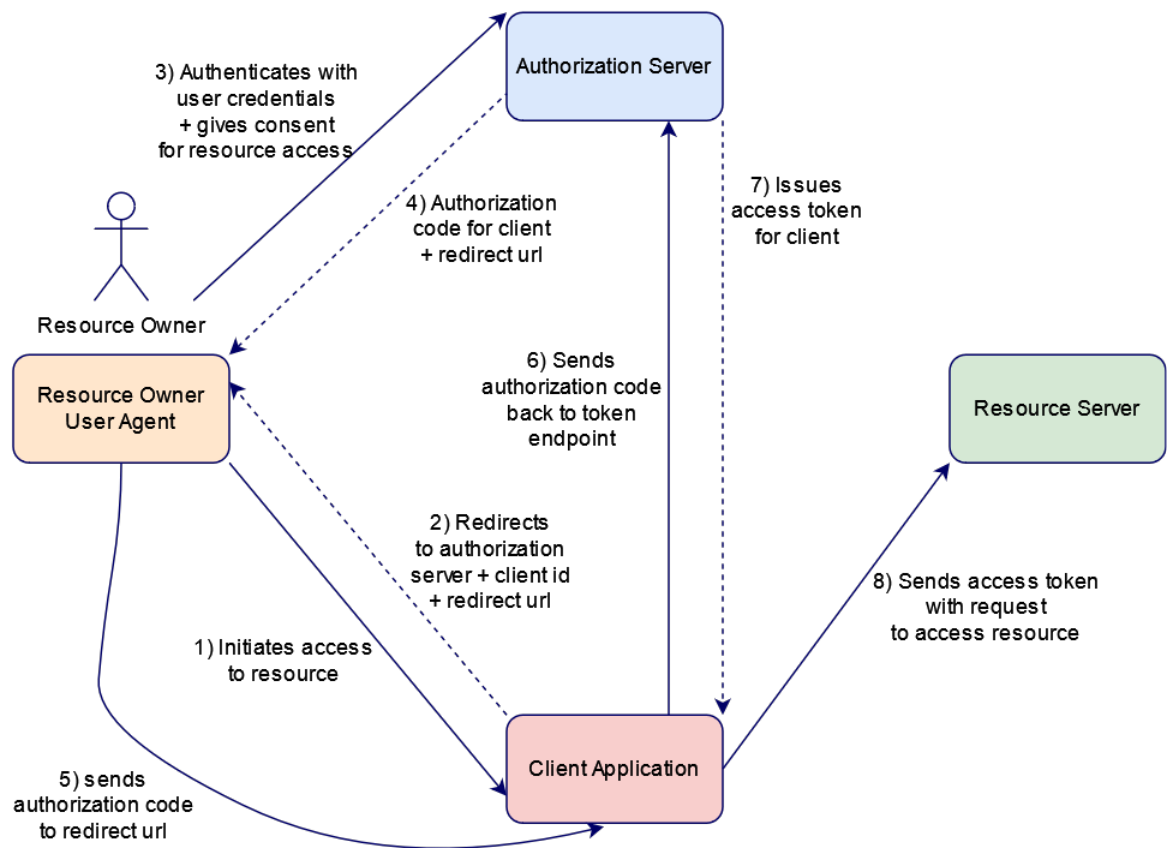 Authorization Server
3) Authenticates with
user credentials
+ gives consent
for resource access
4) Authorization
code for client
+ redirect url
7) Issues
access token
for client
Resource Owner
Resource Owner
User Agent
6) Sends
authorization code
back to token
endpoint
Resource Server
2) Redirects
to authorization
server + client id
+ redirect url
8) Sends access token
with request
to access resource
1) Initiates access
to resource
Client Application
5) sends
authorization code
to redirect url